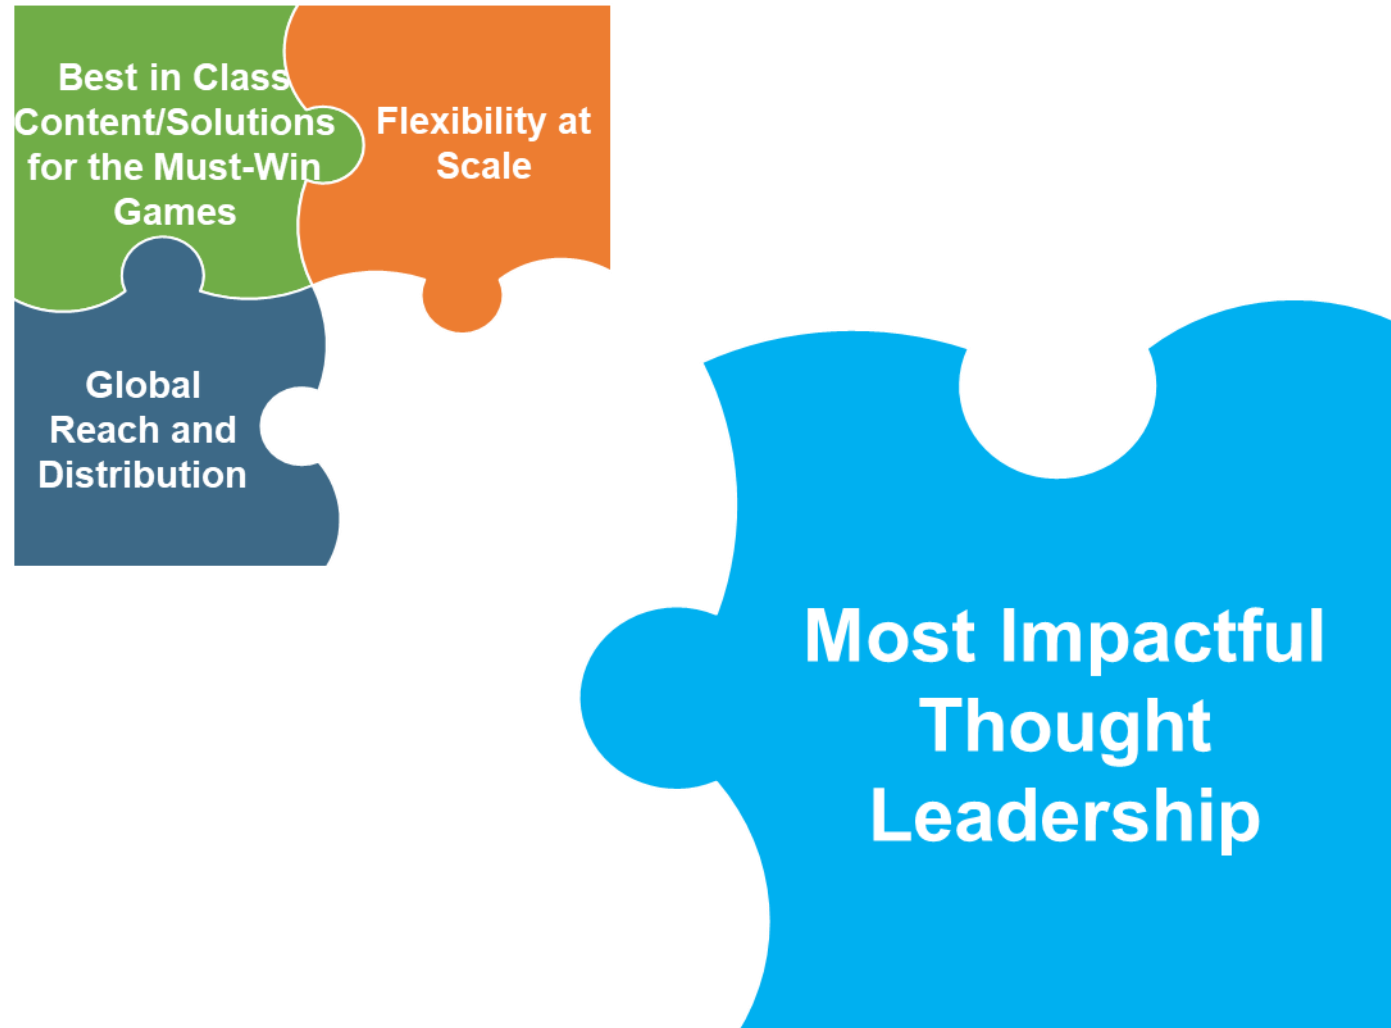 Best in Class
Content/Solutions
for the Must-Win
Games
Flexibility at
Scale
Global
Reach and
Distribution
Most Impactful
Thought
Leadership